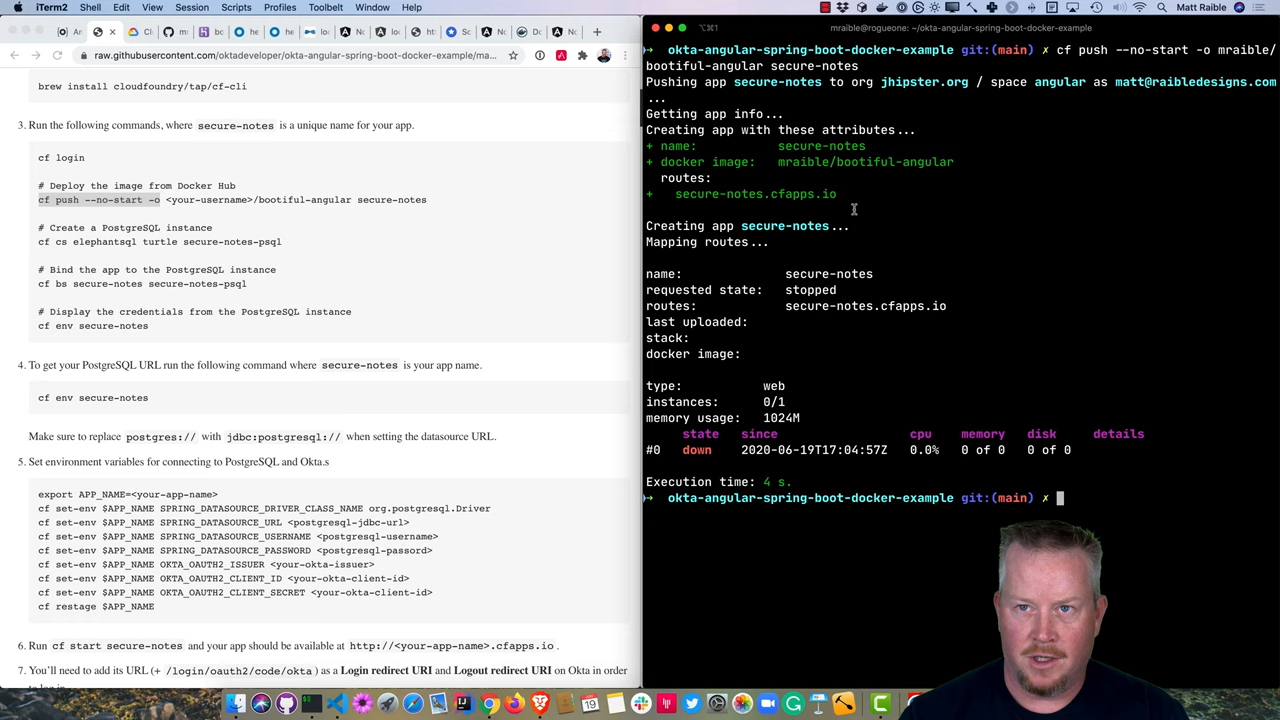 iTerm2 Shell Edit View Session Scripts Profiles Toolbelt Window Help Matt Raible
raw.githubusercontent.com/oktadeveloper/okta-angular-spring-boot-docker-example/ma...
brew install cloudfoundry/tap/cf-cli
3. Run the following commands, where secure-notes is a unique name for your app.
cf login
# Deploy the image from Docker Hub
cf push --no-start -o <your-username>/bootiful-angular secure-notes
# Create a PostgreSQL instance
cf cs elephantsql turtle secure-notes-psql
# Bind the app to the PostgreSQL instance
cf bs secure-notes secure-notes-psql
# Display the credentials from the PostgreSQL instance
cf env secure-notes
4. To get your PostgreSQL URL run the following command where secure-notes is your app name.
cf env secure-notes
Make sure to replace postgres:// with jdbc:postgresql:// when setting the datasource URL.
5. Set environment variables for connecting to PostgreSQL and Okta.s
export APP_NAME=<your-app-name>
cf set-env $APP_NAME SPRING_DATASOURCE_DRIVER_CLASS_NAME org.postgresql.Driver
cf set-env $APP_NAME SPRING_DATASOURCE_URL <postgresql-jdbc-url>
cf set-env $APP_NAME SPRING_DATASOURCE_USERNAME <postgresql-username>
cf set-env $APP_NAME SPRING_DATASOURCE_PASSWORD <postgresql-passord>
cf set-env $APP_NAME OKTA_OAUTH2_ISSUER <your-okta-issuer>
cf set-env $APP_NAME OKTA_OAUTH2_CLIENT_ID <your-okta-client-id>
cf set-env $APP_NAME OKTA_OAUTH2_CLIENT_SECRET <your-okta-client-id>
cf restage $APP_NAME
6. Run cf start secure-notes and your app should be available at http://<your-app-name>.cfapps.io .
7. You'll need to add its URL (+ /login/oauth2/code/okta ) as a Login redirect URI and Logout redirect URI on Okta in order
to log in
⌥⌘1 mraible@rogueone: ~/okta-angular-spring-boot-docker-example
→ okta-angular-spring-boot-docker-example git:(main) ✗ cf push --no-start -o mraible/
bootiful-angular secure-notes
Pushing app secure-notes to org jhipster.org / space angular as matt@raibledesigns.com
...
Getting app info...
Creating app with these attributes...
+ name: secure-notes
+ docker image: mraible/bootiful-angular
routes:
+ secure-notes.cfapps.io
Creating app secure-notes...
Mapping routes...
name: secure-notes
requested state: stopped
routes: secure-notes.cfapps.io
last uploaded:
stack:
docker image:
type: web
instances: 0/1
memory usage: 1024M
state since cpu memory disk details
#0 down 2020-06-19T17:04:57Z 0.0% 0 of 0 0 of 0
Execution time: 4 s.
→ okta-angular-spring-boot-docker-example git:(main) ✗